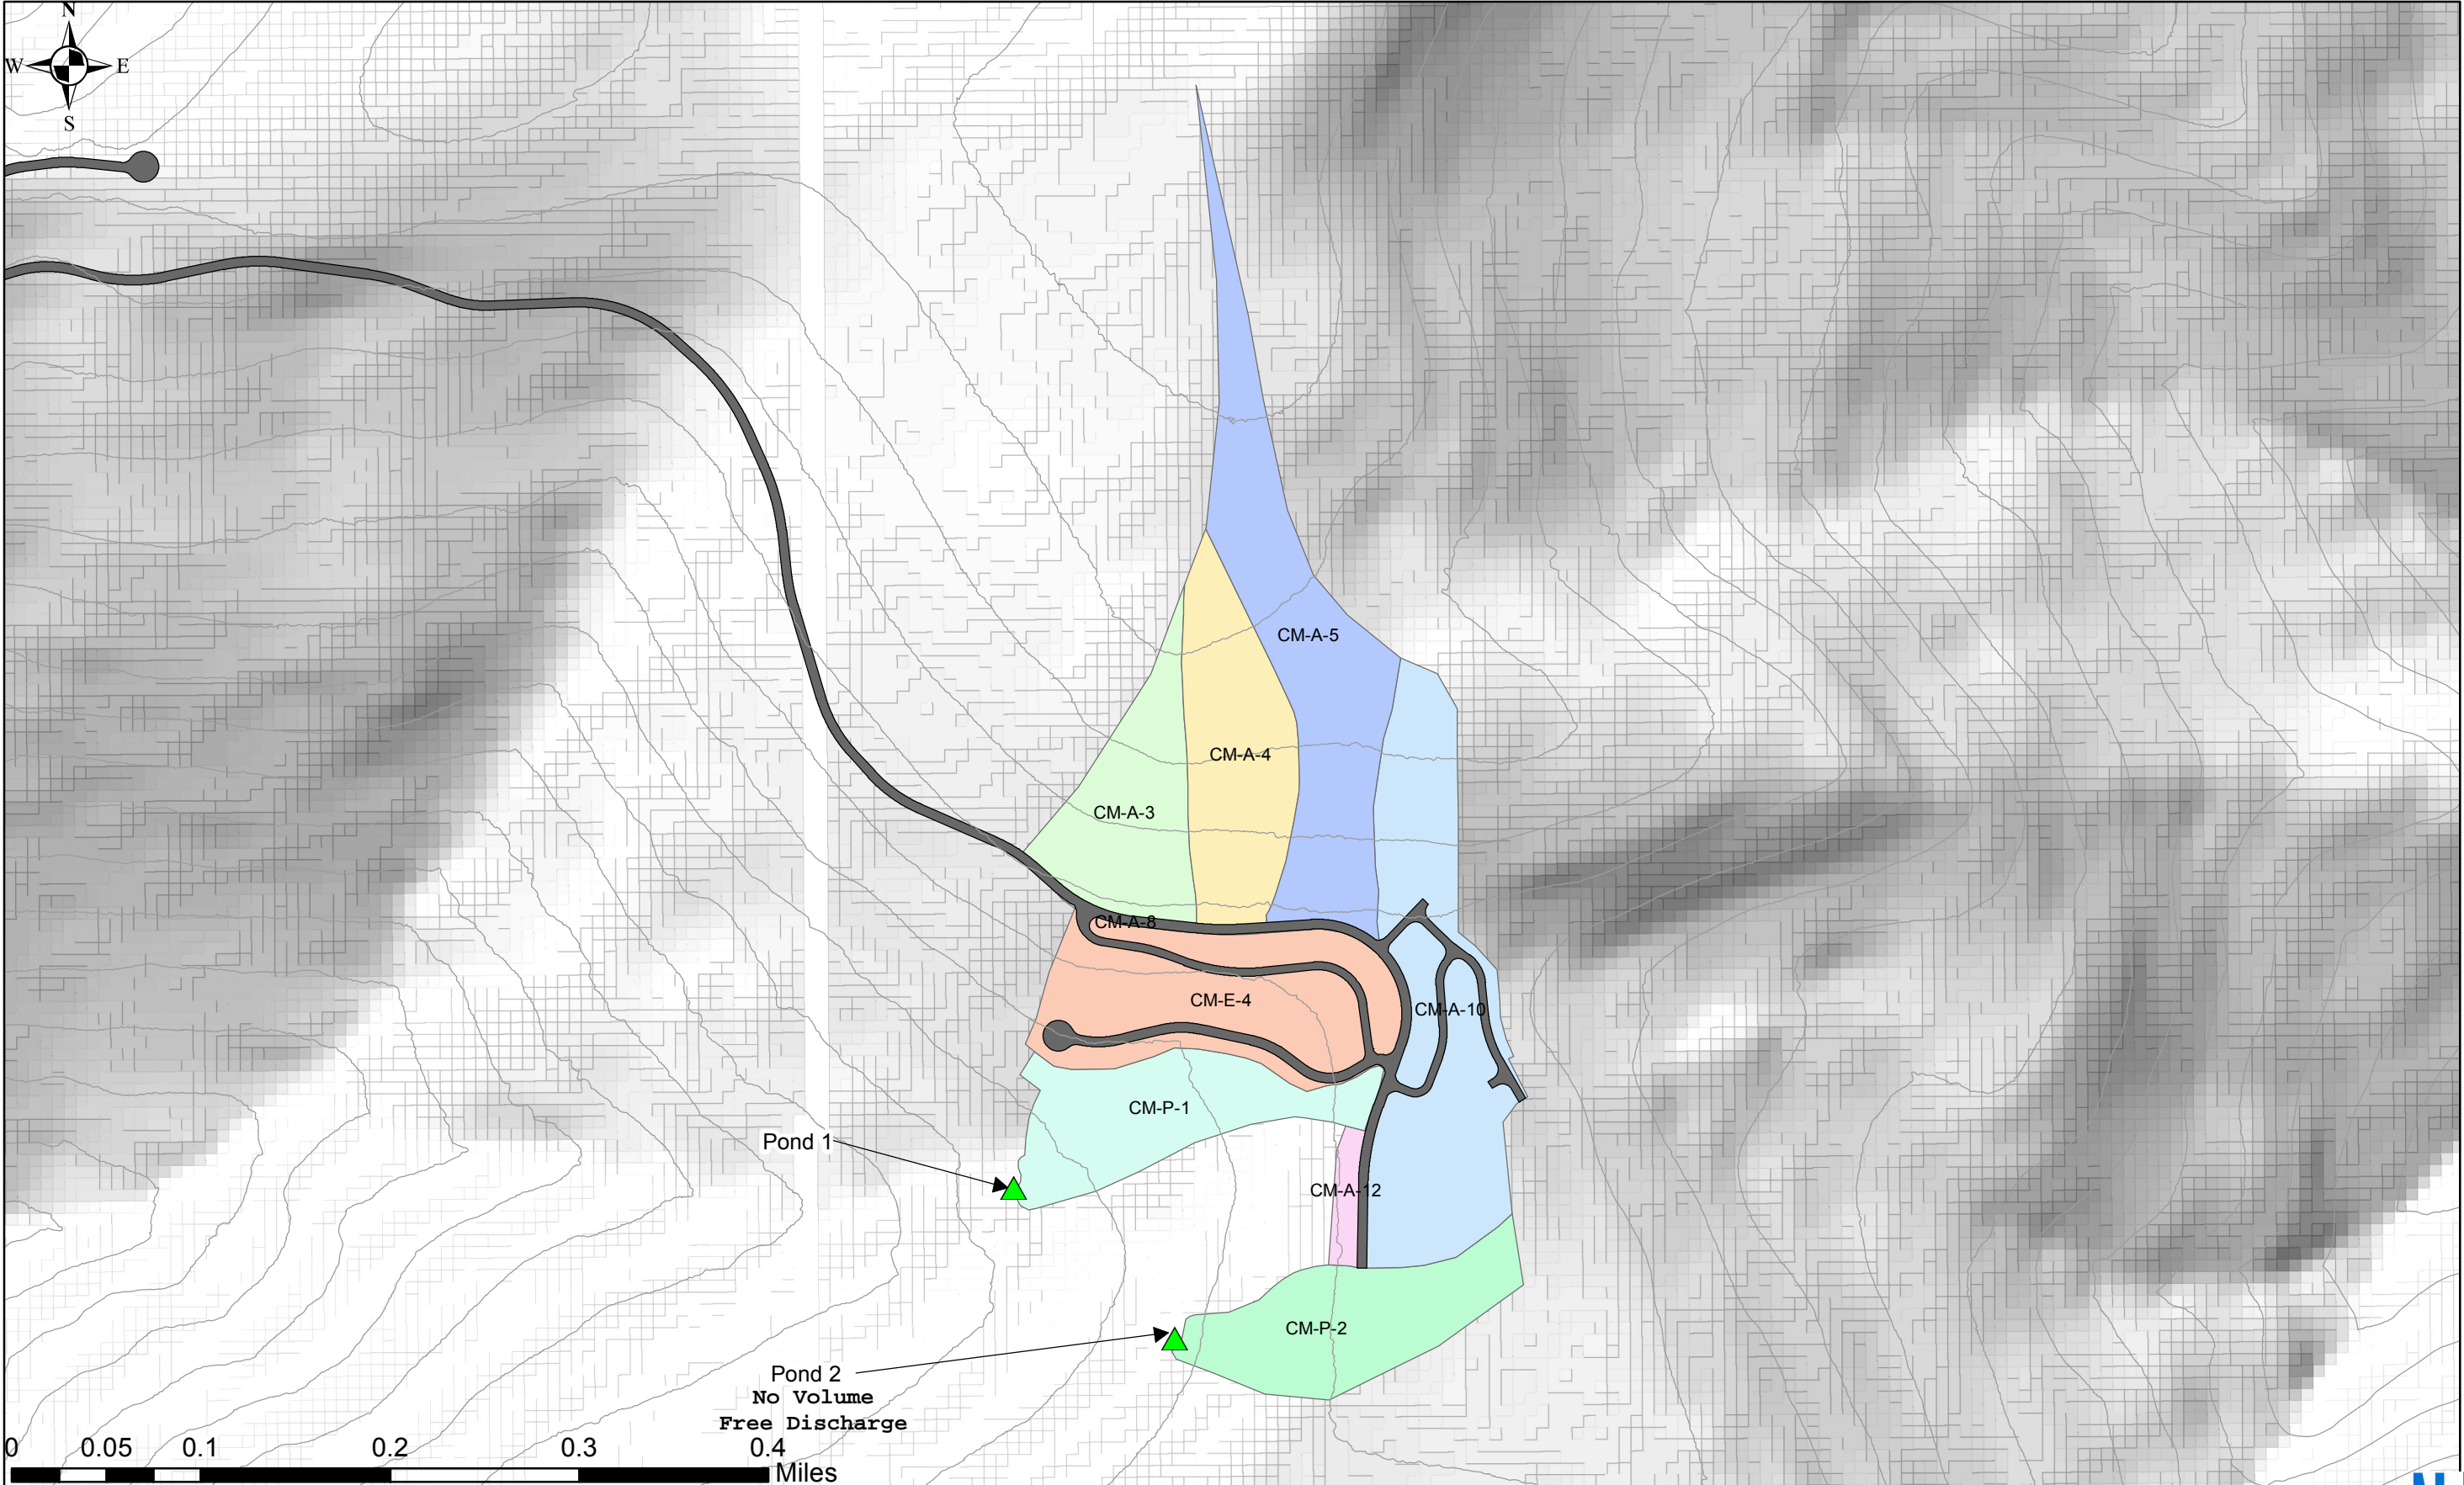 N
W E
S
CM-A-5
CM-A-4
CM-A-3
CM-A-8
CM-E-4
CM-A-10
CM-P-1
Pond 1
CM-A-12
CM-P-2
Pond 2
No Volume
Free Discharge
0 0.05 0.1 0.2 0.3 0.4
Miles